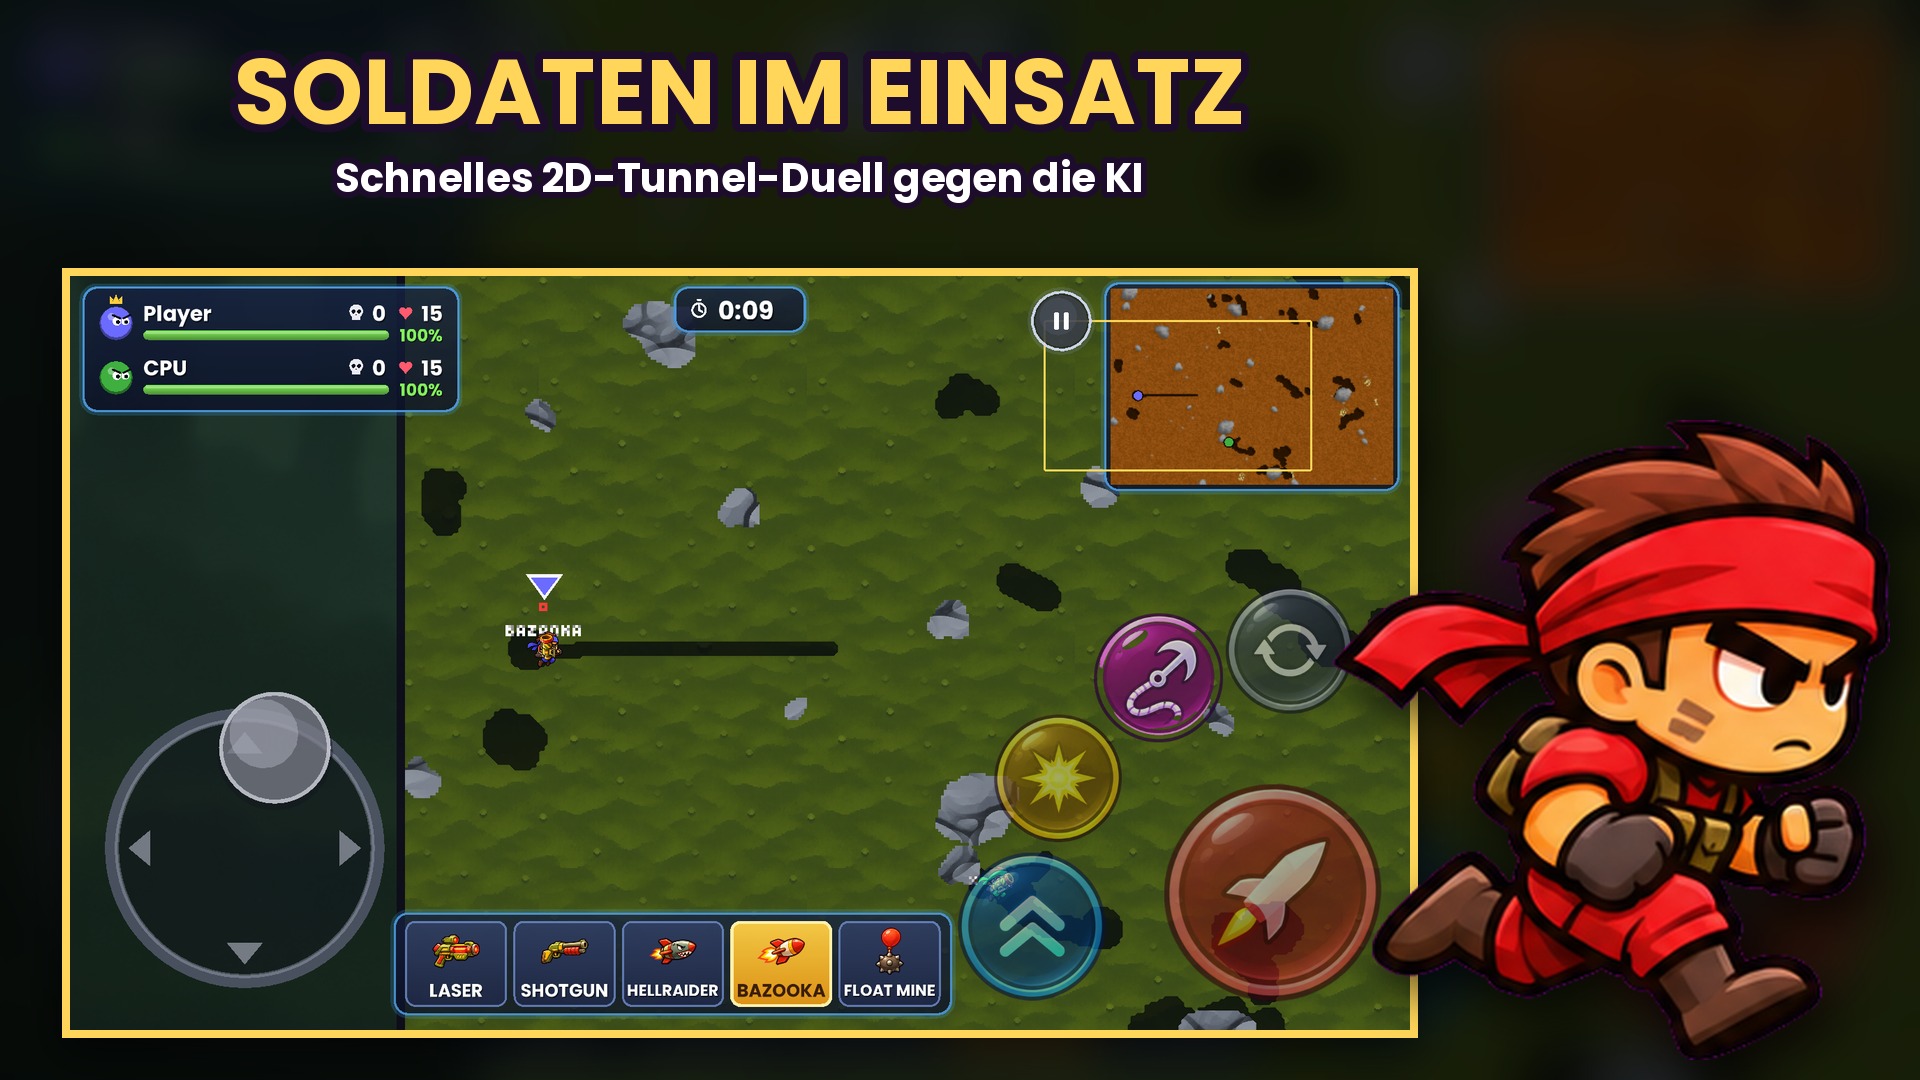 SOLDATEN IM EINSATZ
Schnelles 2D-Tunnel-Duell gegen die KI
Player 0 15
100%
CPU 0 15
100%
0:09
BAZOOKA
LASER
SHOTGUN
HELLRAIDER
BAZOOKA
FLOAT MINE